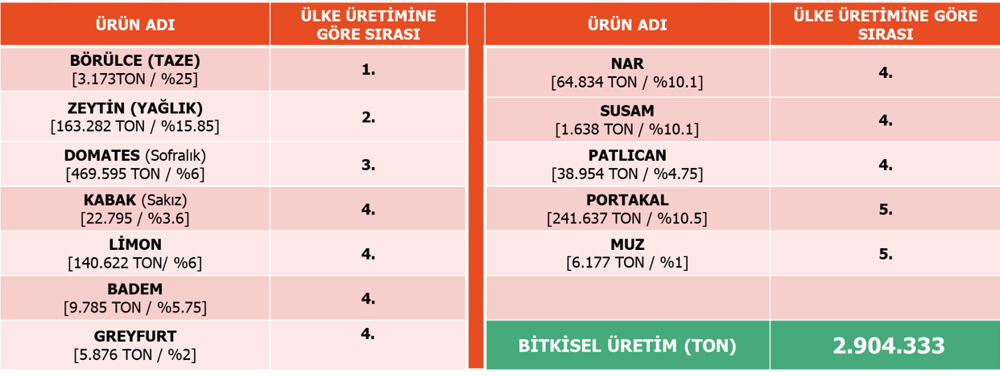 ÜRÜN ADI
ÜLKE ÜRETİMİNE
GÖRE SIRASI
BÖRÜLCE (TAZE)
[3.173TON / %25]
1.
ZEYTİN (YAĞLIK)
[163.282 TON / %15.85]
2.
DOMATES (Sofralık)
[469.595 TON / %6]
3.
KABAK (Sakız)
[22.795 / %3.6]
4.
LİMON
[140.622 TON/ %6]
4.
BADEM
[9.785 TON / %5.75]
4.
GREYFURT
[5.876 TON / %2]
4.
ÜRÜN ADI
ÜLKE ÜRETİMİNE GÖRE
SIRASI
NAR
[64.834 TON / %10.1]
4.
SUSAM
[1.638 TON / %10.1]
4.
PATLICAN
[38.954 TON / %4.75]
4.
PORTAKAL
[241.637 TON / %10.5]
5.
MUZ
[6.177 TON / %1]
5.
BİTKİSEL ÜRETİM (TON)
2.904.333